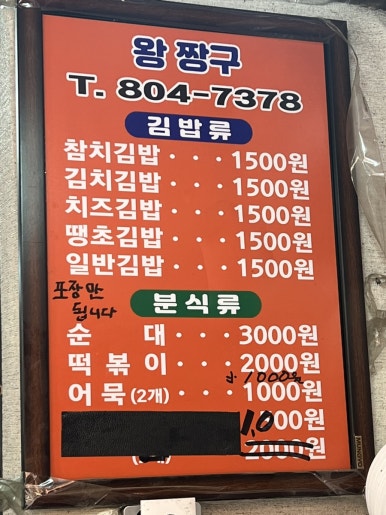 왕 짱구
T. 804-7378
김밥류
참치김밥 · · · 1500원
김치김밥 · · · 1500원
치즈김밥 · · · 1500원
땡초김밥 · · · 1500원
일반김밥 · · · 1500원
포장만
됩니다
분식류
순 대 · · 3000원
떡 볶 이 · · 2000원
小 1000원
어 묵 (2개) · · 1000원
1,000원
2000원